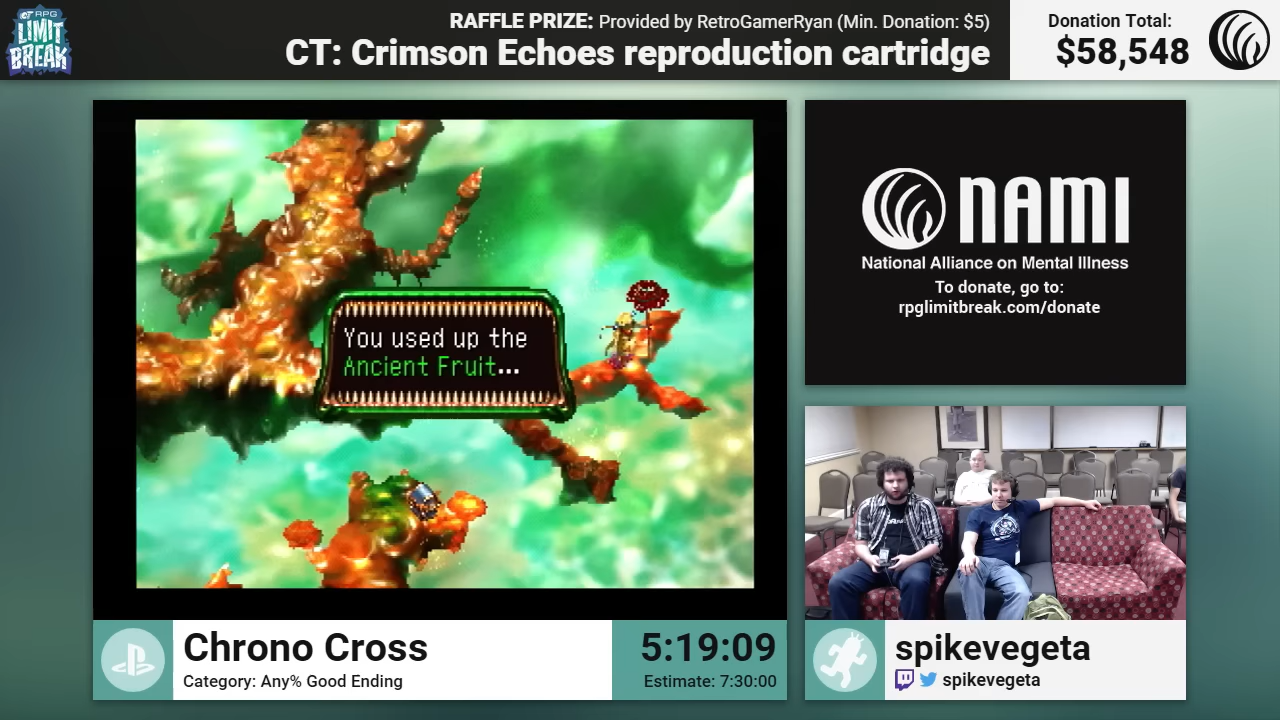 RPG
LIMIT
BREAK
RAFFLE PRIZE: Provided by RetroGamerRyan (Min. Donation: $5)
CT: Crimson Echoes reproduction cartridge
Donation Total:
$58,548
You used up the
Ancient Fruit...
NAMI
National Alliance on Mental Illness
To donate, go to:
rpglimitbreak.com/donate
Chrono Cross
Category: Any% Good Ending
5:19:09
Estimate: 7:30:00
spikevegeta
spikevegeta